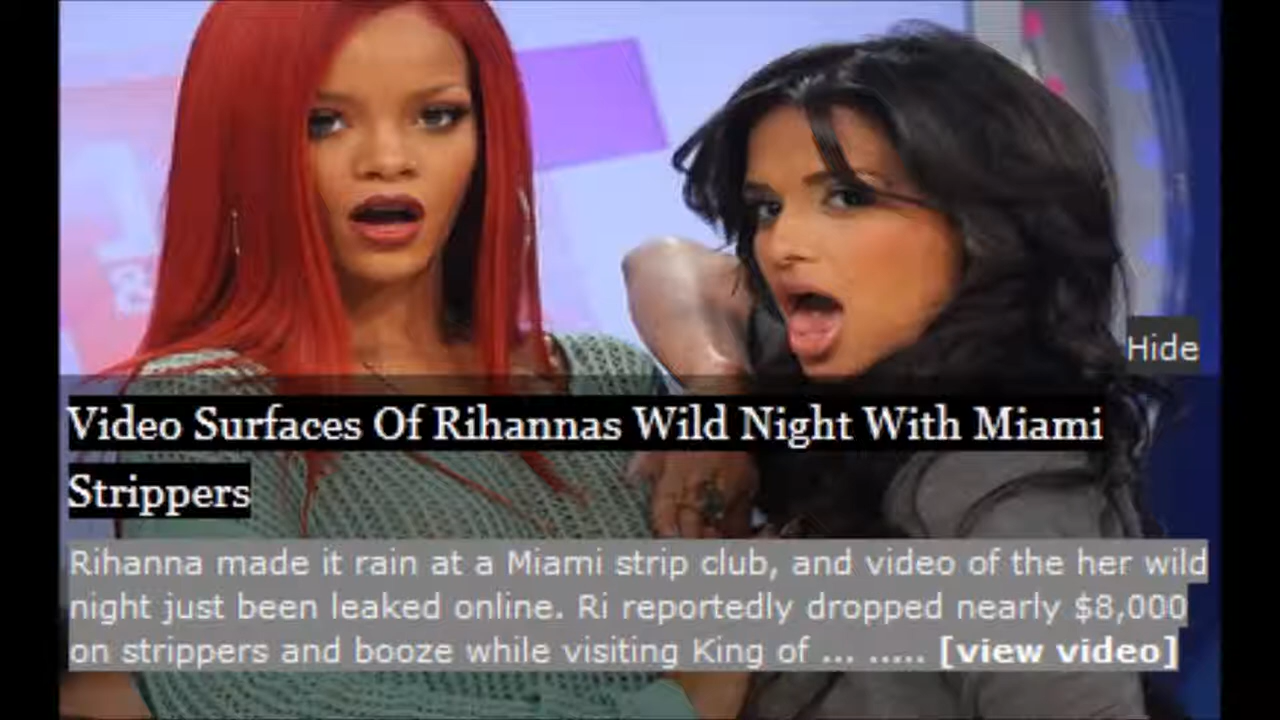 Hide
Video Surfaces Of Rihannas Wild Night With Miami
Strippers
Rihanna made it rain at a Miami strip club, and video of the her wild
night just been leaked online. Ri reportedly dropped nearly $8,000
on strippers and booze while visiting King of ... ..... [view video]